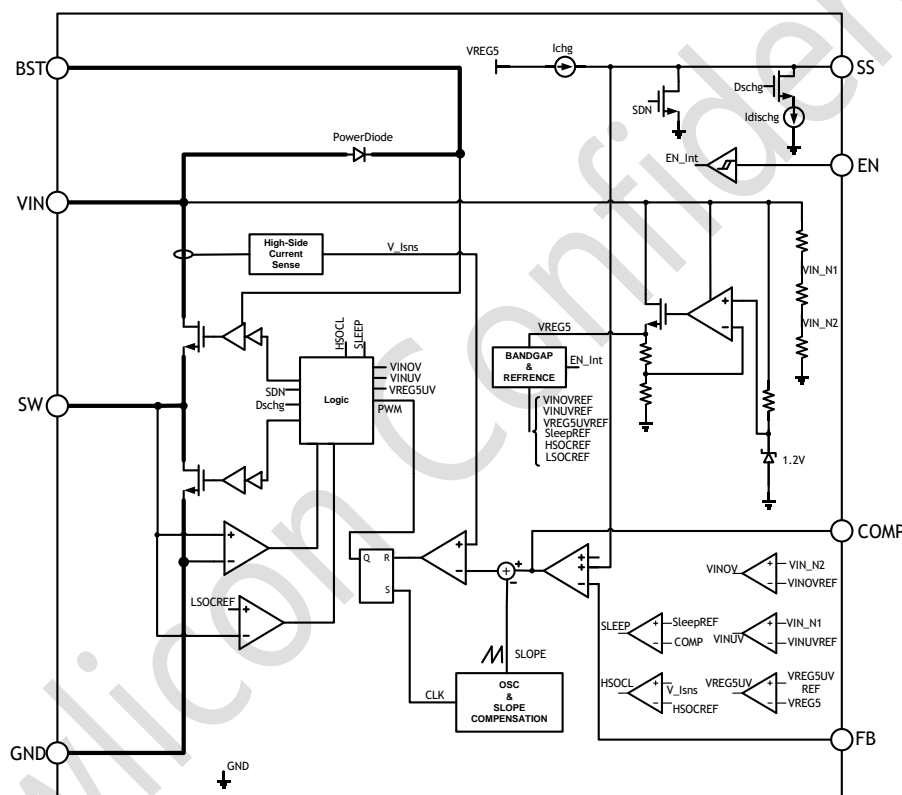 Ichg
VREG5
BST
SS
Dschg
SDN
Idischg
PowerDiode
EN_Int
EN
VIN
High-Side
Current
Sense
V_Isns
VIN_N1
VIN_N2
HSOCL
SLEEP
VREG5
BANDGAP
&
REFRENCE
EN_Int
VINOV
VINUV
VREG5UV
Logic
SDN
Dschg
PWM
SW
VINOVREF
VINUVREF
VREG5UVREF
SleepREF
HSOCREF
LSOCREF
1.2V
+
-
+
-
COMP
Q
R
S
+
-
+
-
+
+
-
VINOV
+
-
VIN_N2
VINOVREF
LSOCREF
+
-
SLEEP
+
-
SleepREF
COMP
VINUV
+
-
VIN_N1
VINUVREF
SLOPE
CLK
OSC
&
SLOPE
COMPENSATION
HSOCL
+
-
V_Isns
HSOCREF
VREG5UV
+
-
VREG5UV
REF
VREG5
GND
FB
GND
licon Confiden